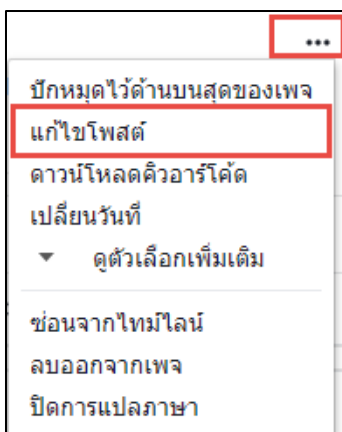 ...
ปักหมุดไว้ด้านบนสุดของเพจ
แก้ไขโพสต์
ดาวน์โหลดคิวอาร์โค้ด
เปลี่ยนวันที่
ดูตัวเลือกเพิ่มเติม
ซ่อนจากไทม์ไลน์
ลบออกจากเพจ
ปิดการแปลภาษา